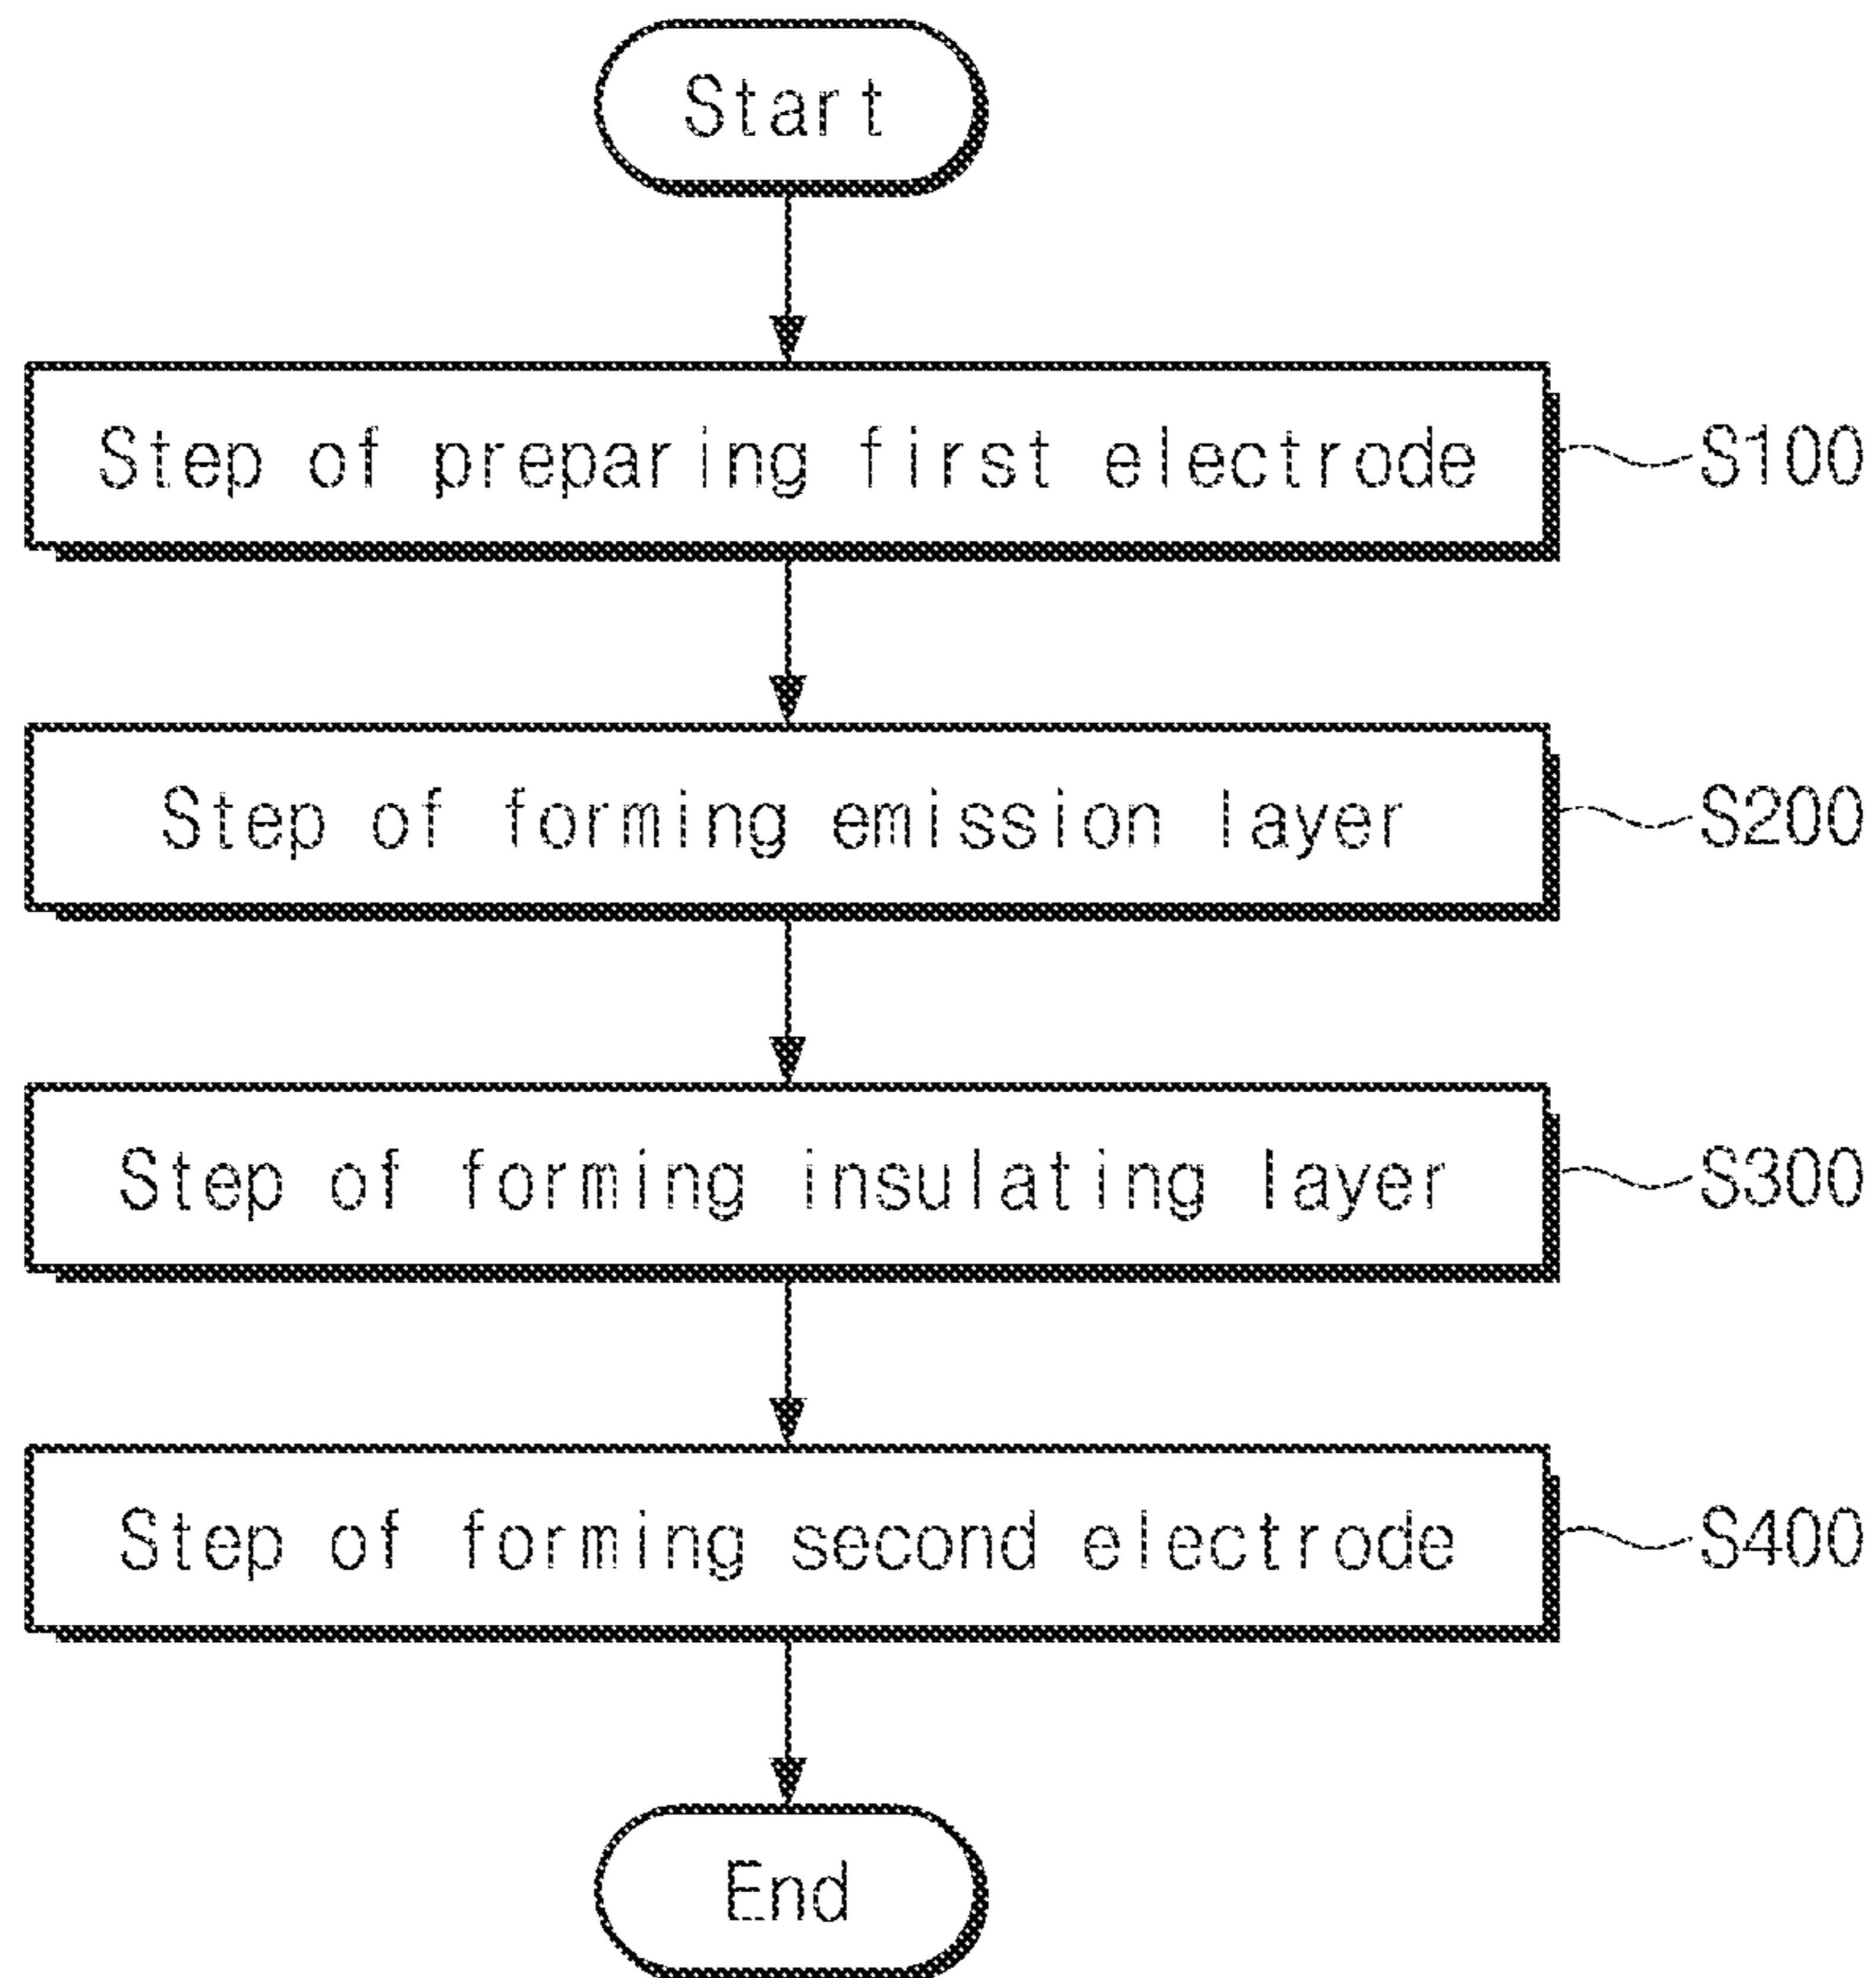 Start
Step of preparing first electrode
S100
Step of forming emission layer
S200
Step of forming insulating layer
S300
Step of forming second electrode
S400
End